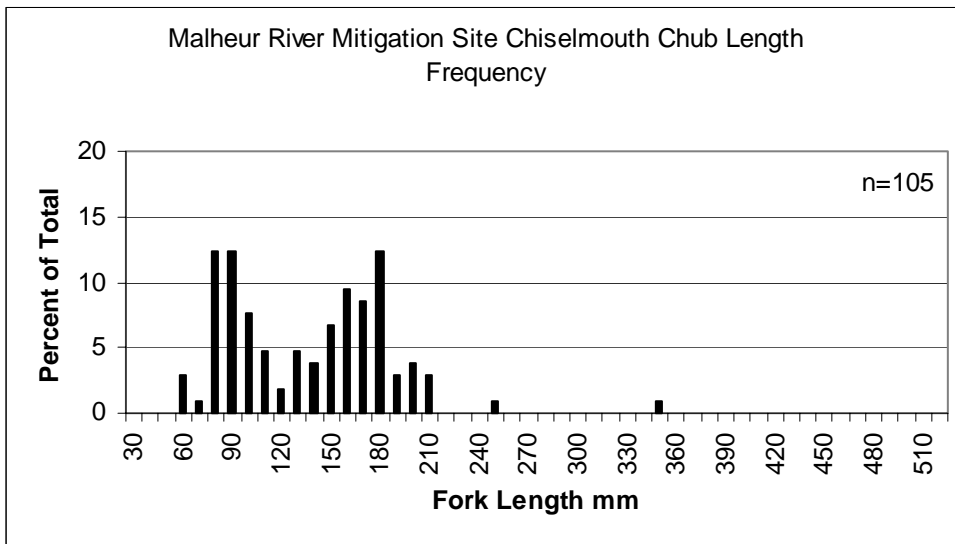 Malheur River Mitigation Site Chiselmouth Chub Length
Frequency
n=105
Percent of Total
20
15
10
5
0
30 60 90 120 150 180 210 240 270 300 330 360 390 420 450 480 510
Fork Length mm